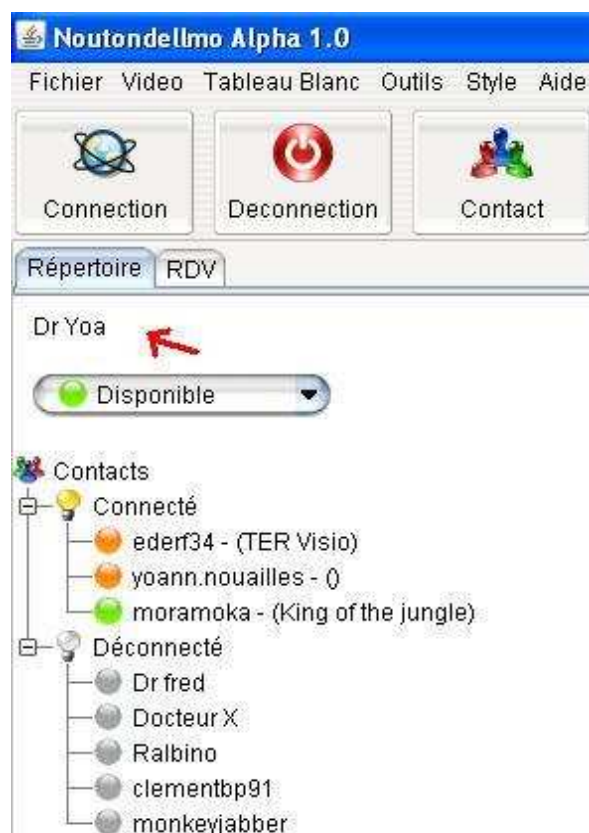 Noutondellmo Alpha 1.0
Fichier Video Tableau Blanc Outils Style Aide
Connection Deconnection Contact
Répertoire RDV
Dr Yoa
Disponible
Contacts
Connecté
ederf34 - (TER Visio)
yoann.nouailles - ()
moramoka - (King of the jungle)
Déconnecté
Dr fred
Docteur X
Ralbino
clementbp91
monkeyjabber